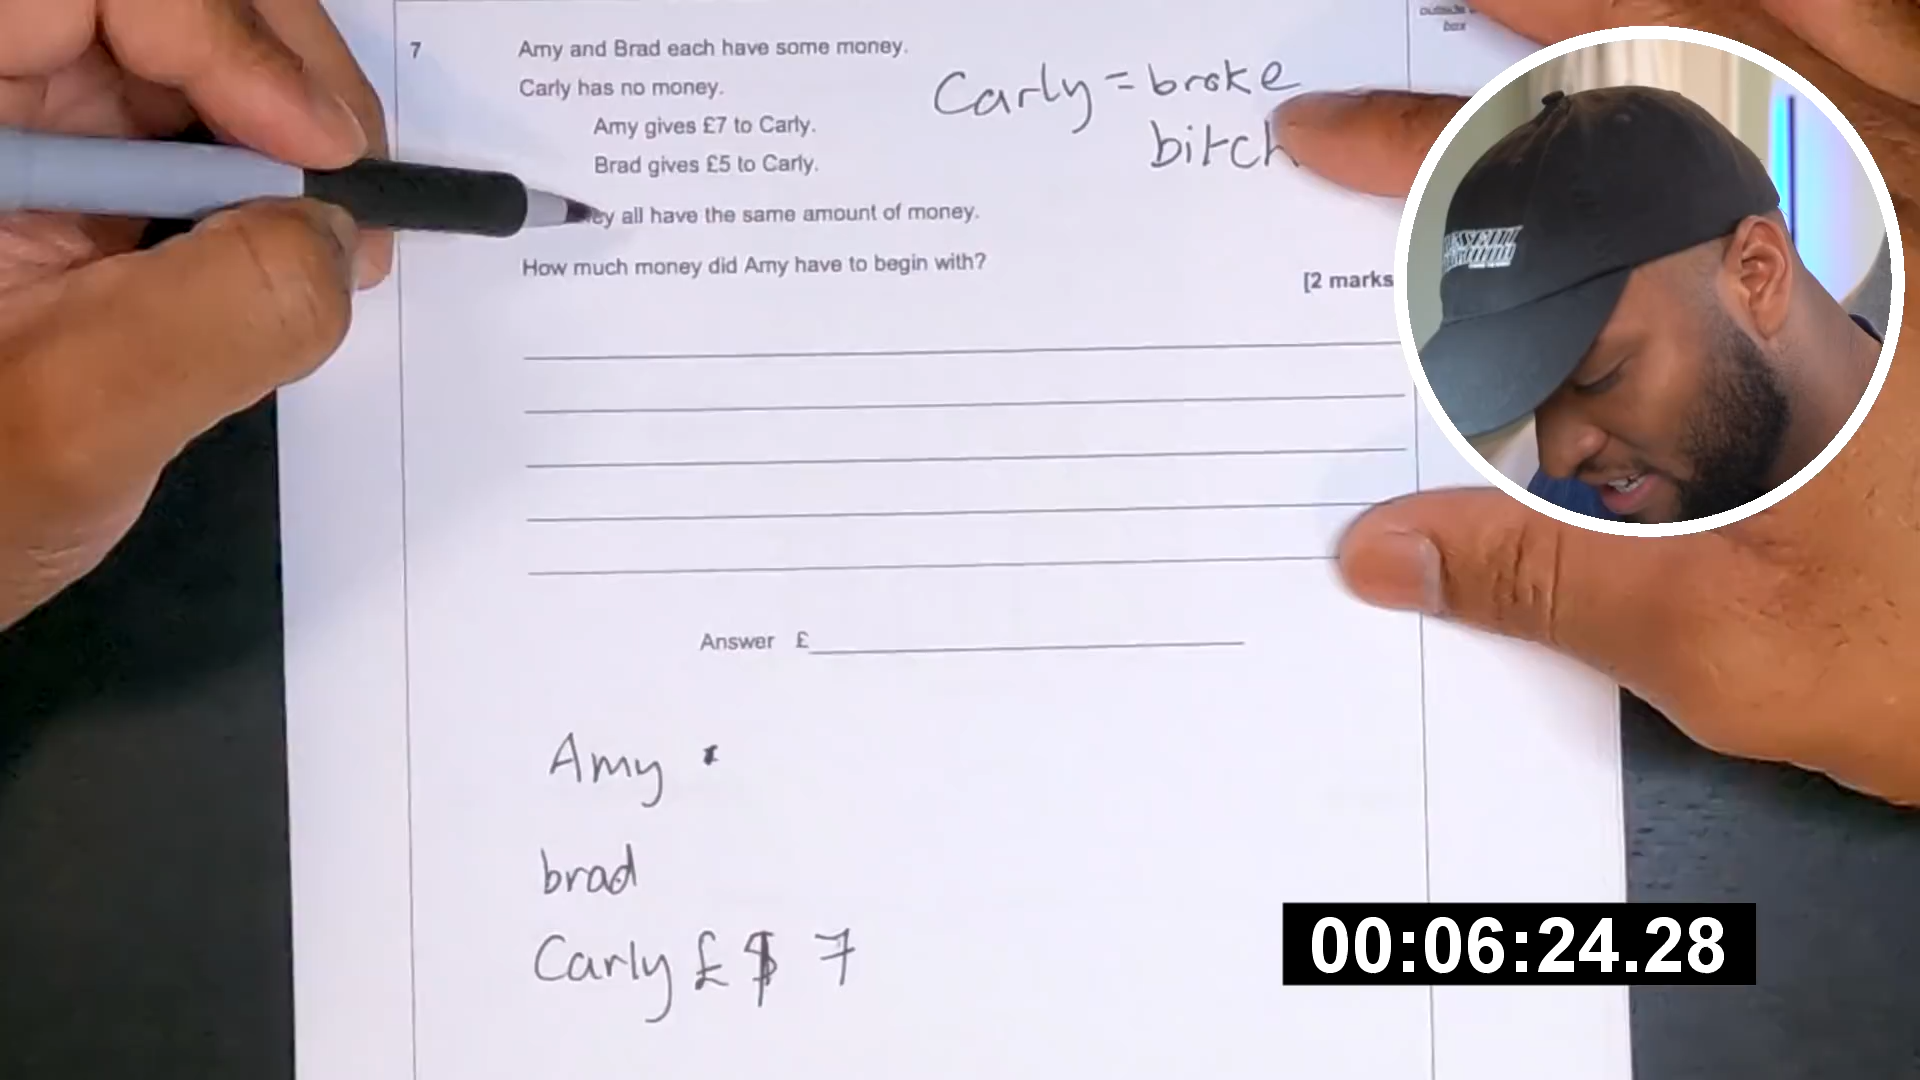 outside
box
7
Amy and Brad each have some money.
Carly has no money.
Amy gives £7 to Carly.
Brad gives £5 to Carly.
all have the same amount of money.
How much money did Amy have to begin with?
[2 marks
Carly = broke
bitch
Answer £
Amy
brad
Carly £ $ 7
00:06:24.28